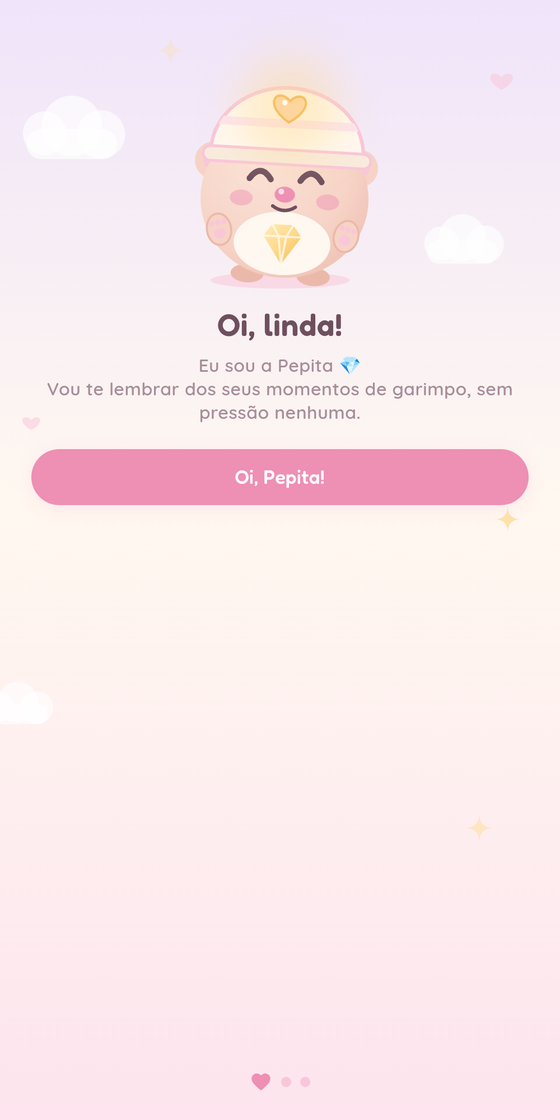 Oi, linda!
Eu sou a Pepita 💎
Vou te lembrar dos seus momentos de garimpo, sem
pressão nenhuma.
Oi, Pepita!